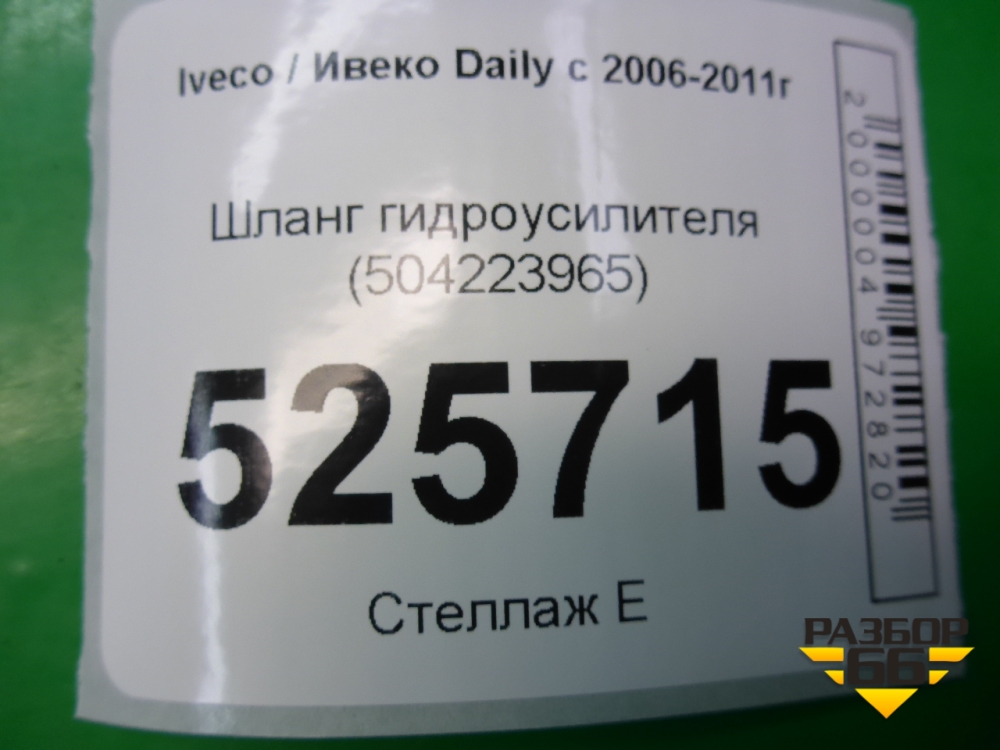 Iveco / Ивеко Daily с 2006-2011г
Шланг гидроусилителя
(504223965)
525715
Стеллаж Е
2000004972820
РАЗБОР
66